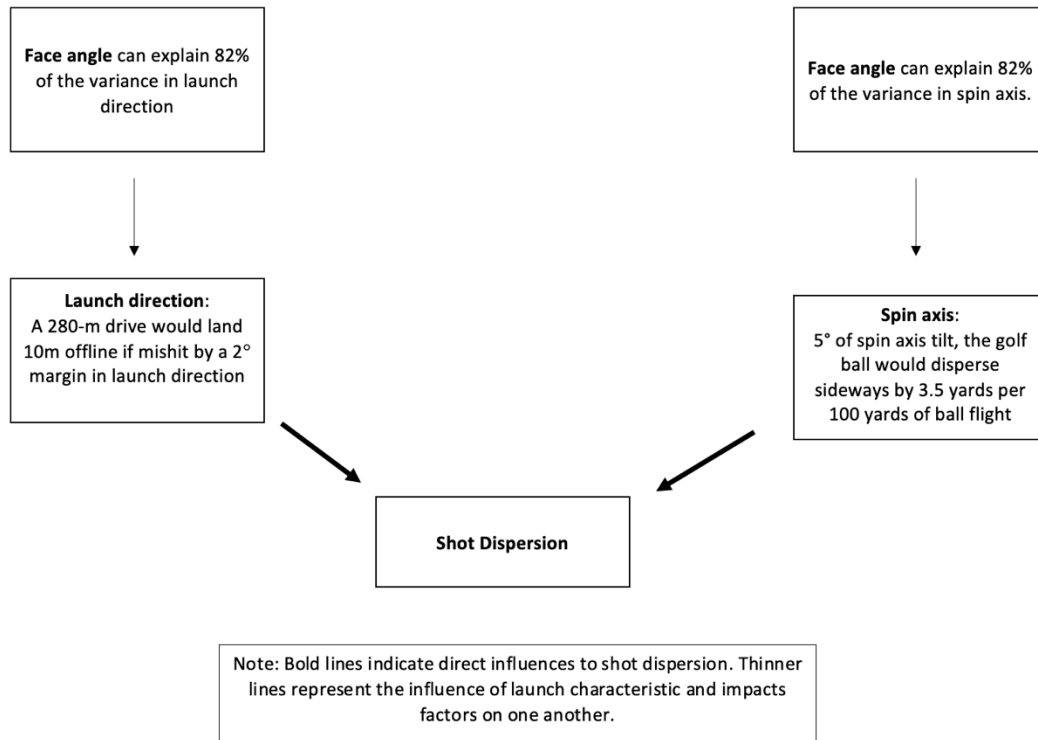 Face angle can explain 82%
of the variance in launch
direction
Face angle can explain 82%
of the variance in spin axis.
Launch direction:
A 280-m drive would land
10m offline if mishit by a 2°
margin in launch direction
Spin axis:
5° of spin axis tilt, the golf
ball would disperse
sideways by 3.5 yards per
100 yards of ball flight
Shot Dispersion
Note: Bold lines indicate direct influences to shot dispersion. Thinner
lines represent the influence of launch characteristic and impacts
factors on one another.